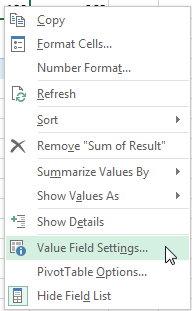 Copy
Format Cells...
Number Format...
Refresh
Sort
Remove "Sum of Result"
Summarize Values By
Show Values As
Show Details
Value Field Settings...
PivotTable Options...
Hide Field List